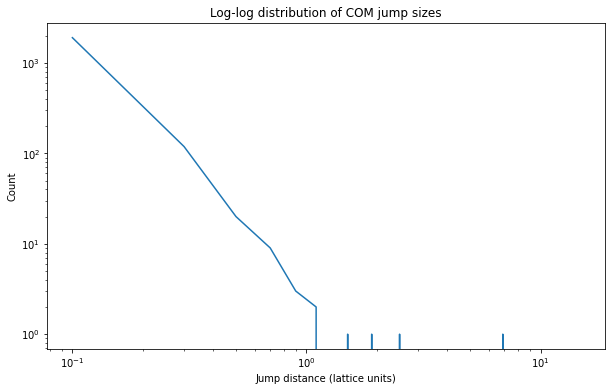 Log-log distribution of COM jump sizes
Count
10³
10²
10¹
10⁰
10⁻¹ 10⁰ 10¹
Jump distance (lattice units)